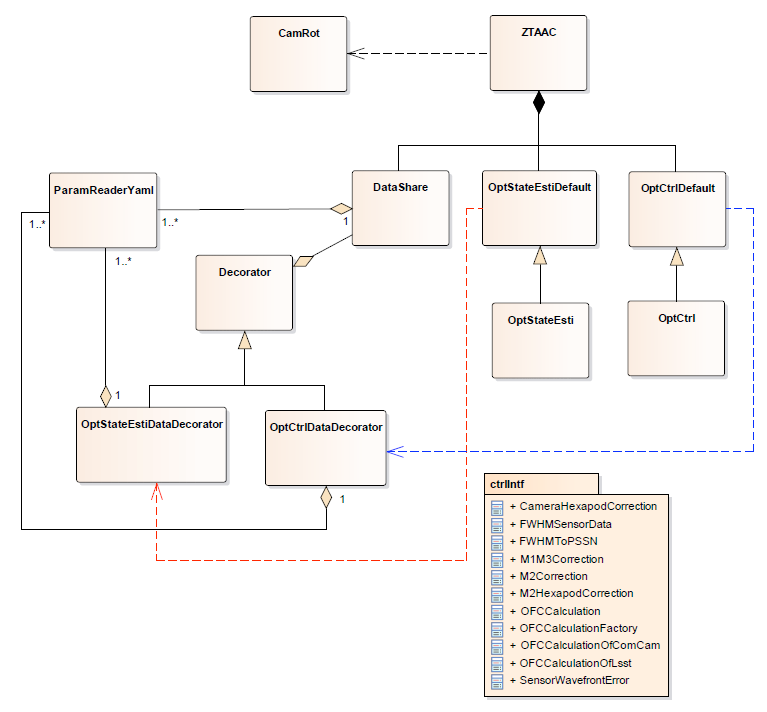 CamRot
ZTAAC
ParamReaderYaml
DataShare
OptStateEstiDefault
OptCtrlDefault
1..*
1..*
1
1..*
Decorator
OptStateEsti
OptCtrl
1
OptStateEstiDataDecorator
OptCtrlDataDecorator
1
ctrlIntf
+ CameraHexapodCorrection
+ FWHMSensorData
+ FWHMToPSSN
+ M1M3Correction
+ M2Correction
+ M2HexapodCorrection
+ OFCCalculation
+ OFCCalculationFactory
+ OFCCalculationOfComCam
+ OFCCalculationOfLsst
+ SensorWavefrontError